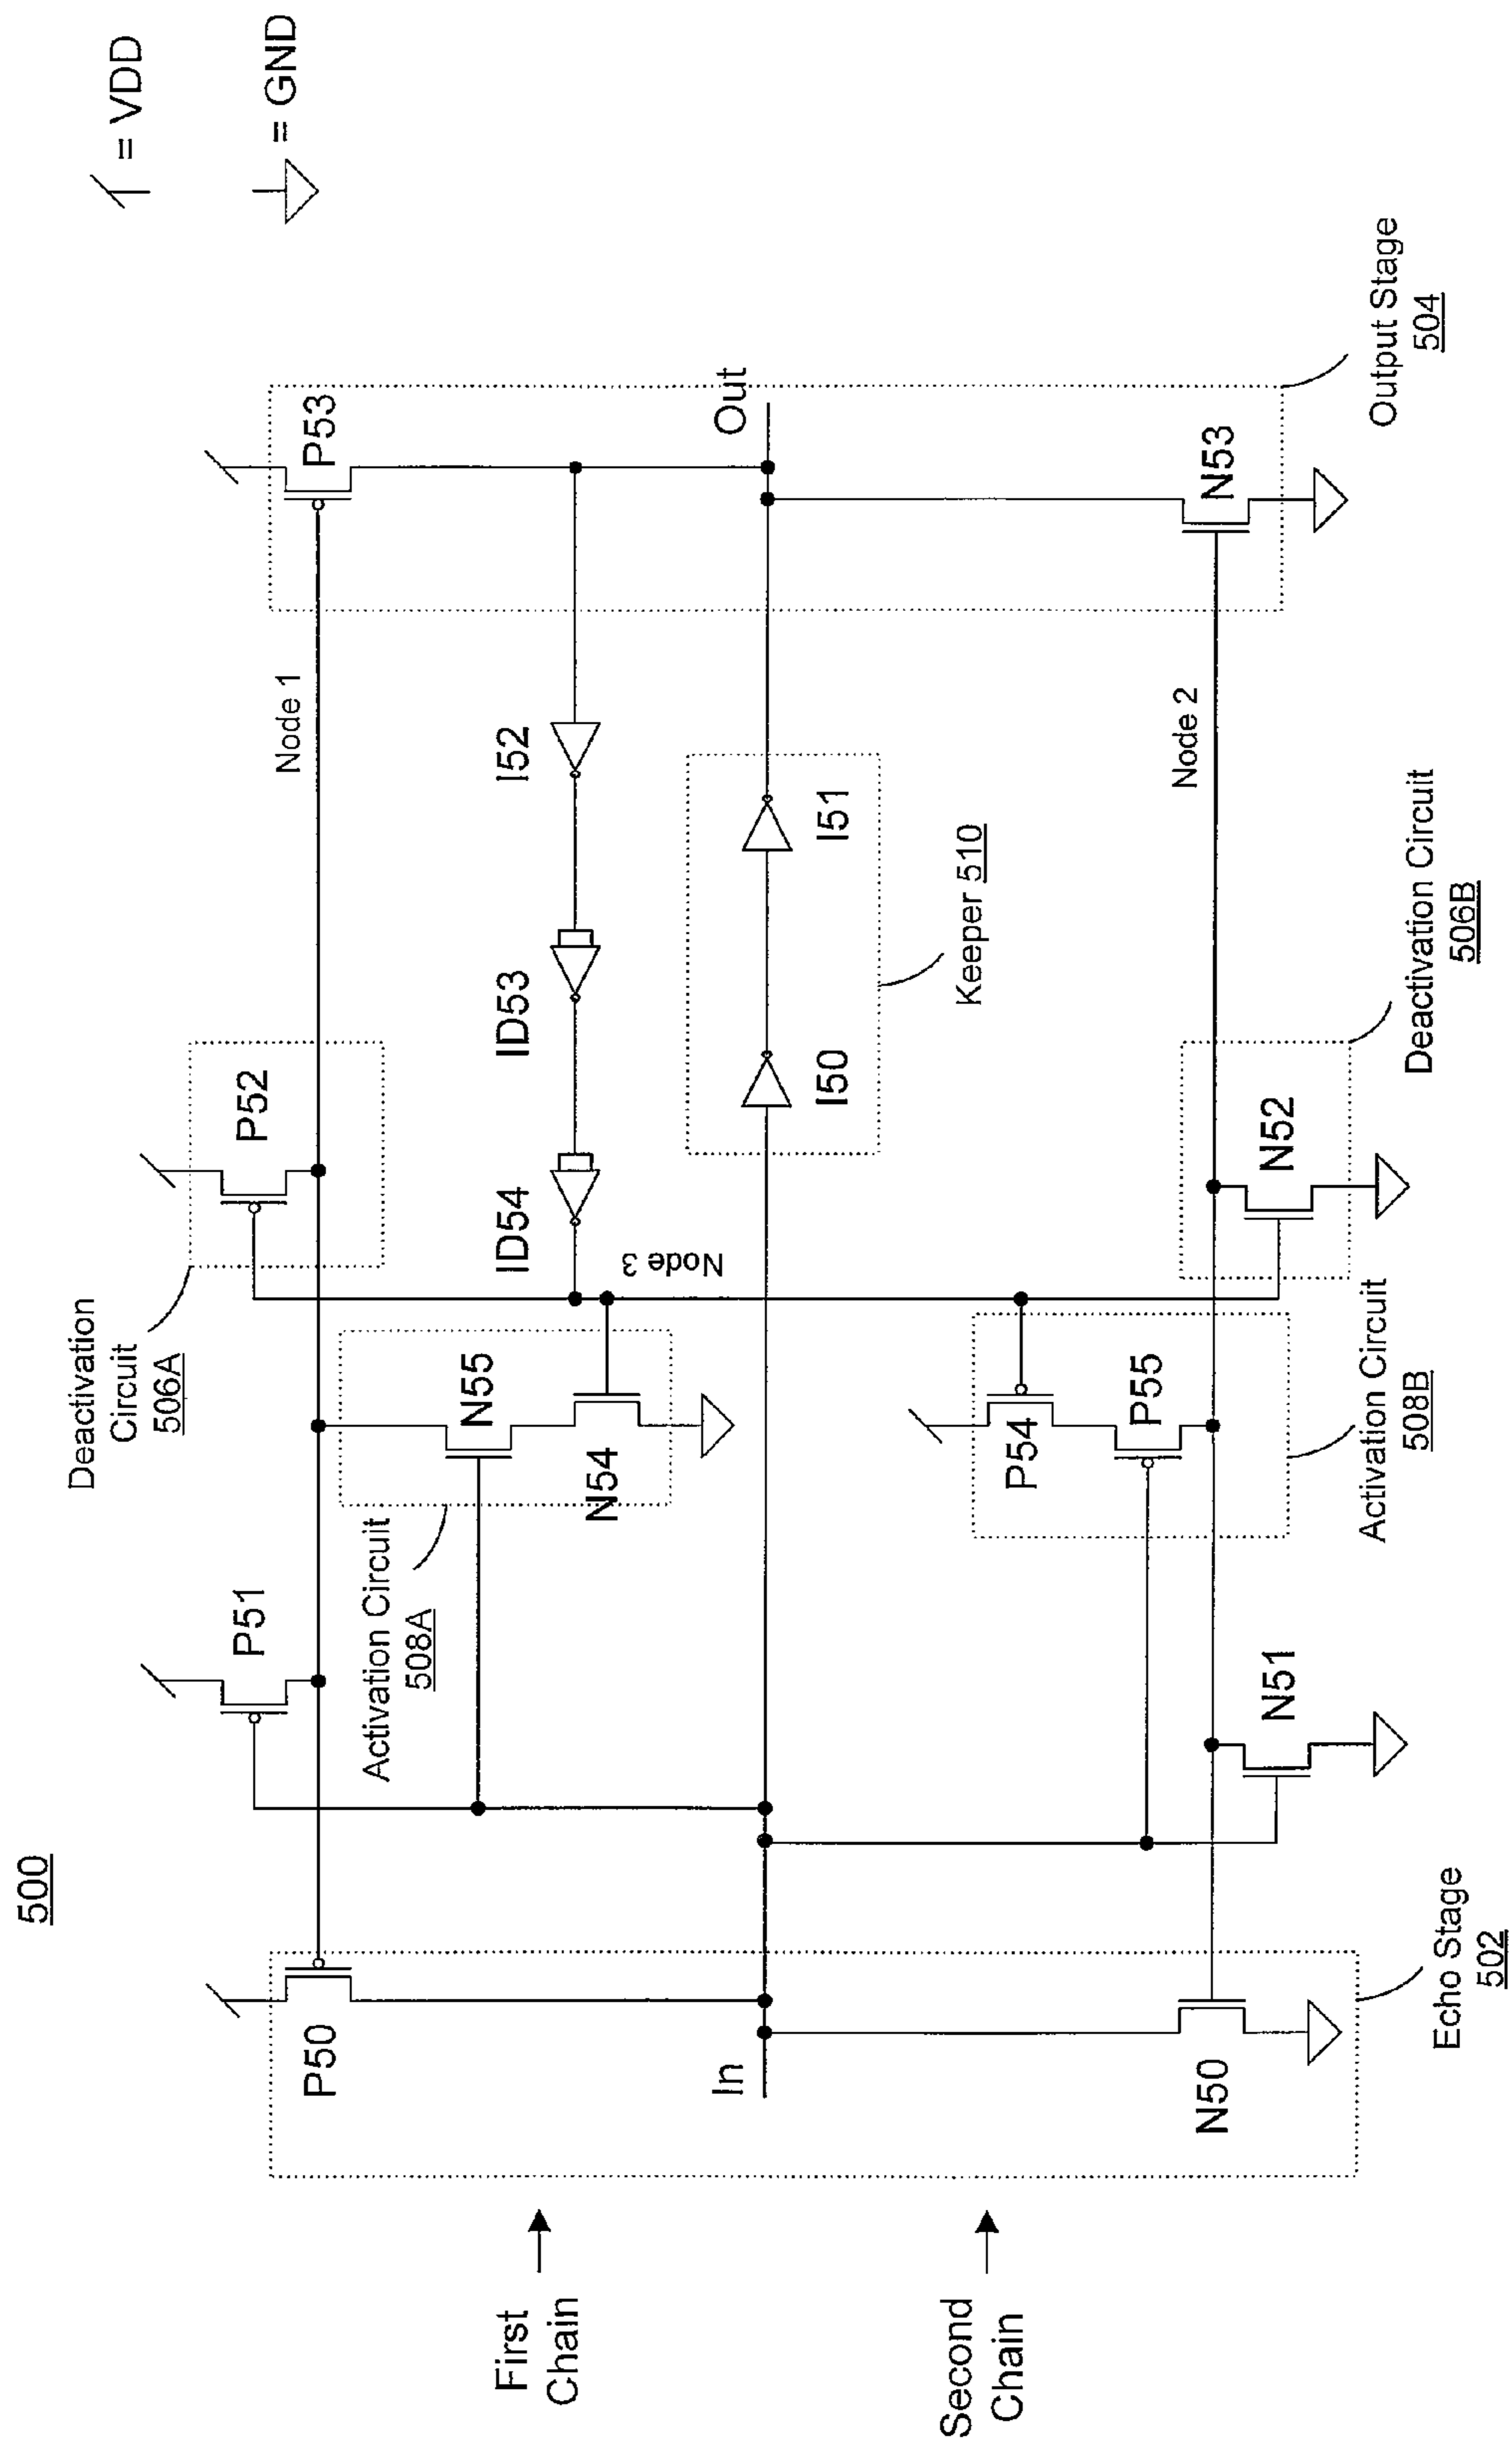 500
= VDD
= GND
Deactivation
Circuit
506A
P51
P52
P50
P53
Node 1
Activation Circuit
508A
N55
N54
ID54
ID53
I52
Node 3
First
Chain
In
Out
I50
I51
Keeper 510
Second
Chain
P54
P55
Node 2
N50
N51
N52
N53
Echo Stage
502
Activation Circuit
508B
Deactivation Circuit
506B
Output Stage
504